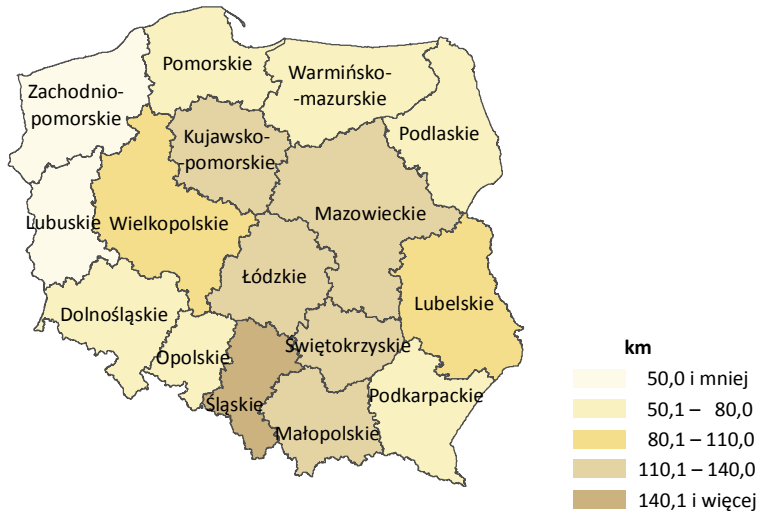 Pomorskie
Warmińsko-
-mazurskie
Zachodnio-
pomorskie
Podlaskie
Kujawsko-
-pomorskie
Mazowieckie
Lubuskie
Wielkopolskie
Łódzkie
Lubelskie
Dolnośląskie
Świętokrzyskie
Opolskie
Śląskie
Podkarpackie
Małopolskie
km
50,0 i mniej
50,1 – 80,0
80,1 – 110,0
110,1 – 140,0
140,1 i więcej